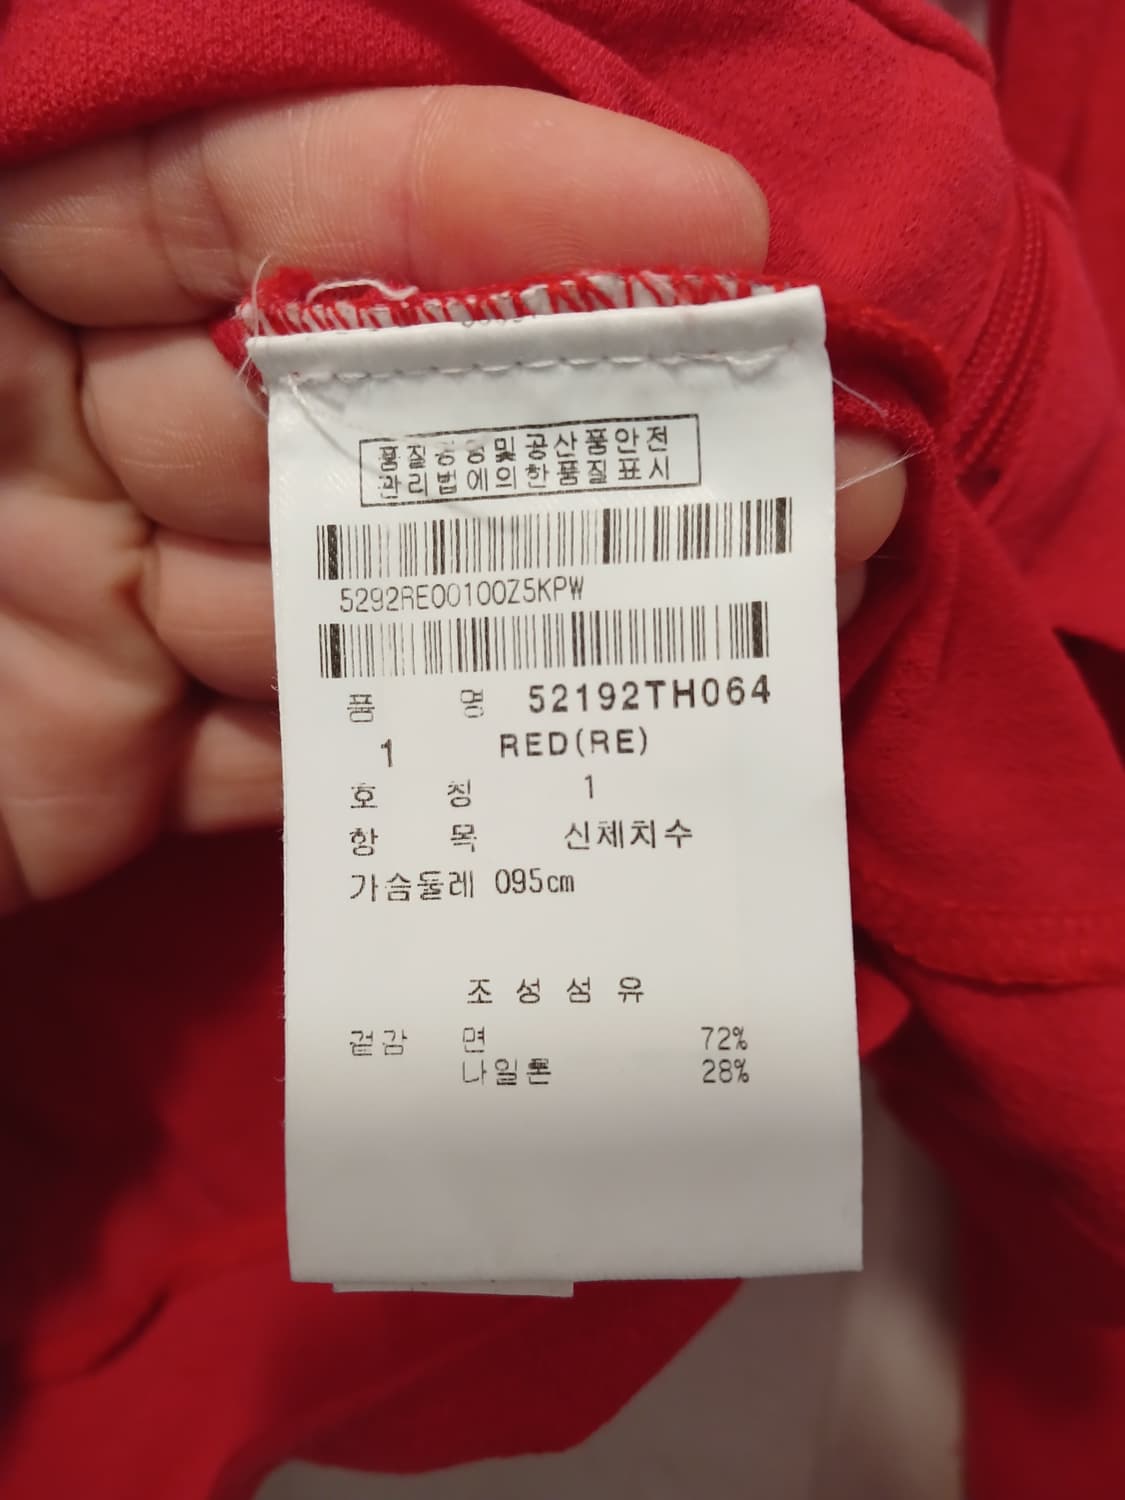 품질경영및공산품안전
관리법에의한품질표시
5292RE00100Z5KPW
품 명 52192TH064
1 RED(RE)
호 칭 1
항 목 신체치수
가슴둘레 095cm
조성섬유
겉감 면 72%
나일론 28%